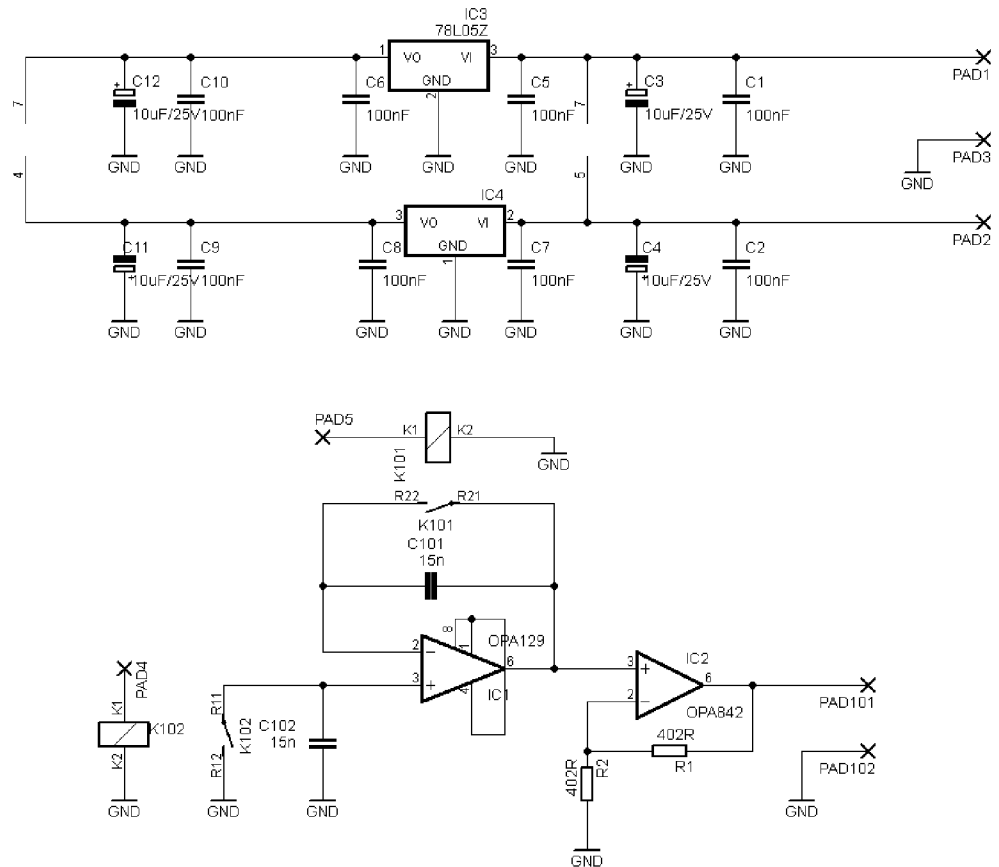 IC3
78L05Z
1 VO VI 3
GND
2
C12
10uF/25V
C10
100nF
C6
100nF
C5
100nF
C3
10uF/25V
C1
100nF
PAD1
7
7
GND
GND
GND
GND
GND
GND
GND
PAD3
GND
4
5
IC4
3 VO VI 2
GND
1
C11
10uF/25V
C9
100nF
C8
100nF
C7
100nF
C4
10uF/25V
C2
100nF
PAD2
GND
GND
GND
GND
GND
GND
GND
PAD5
K1
K2
K101
GND
R22
R21
K101
C101
15n
8
1
OPA129
2
3
6
4
IC1
IC2
3
2
6
OPA842
PAD101
PAD4
K1
K102
K2
GND
R11
K102
R12
GND
C102
15n
GND
402R
R1
402R
R2
GND
PAD102
GND